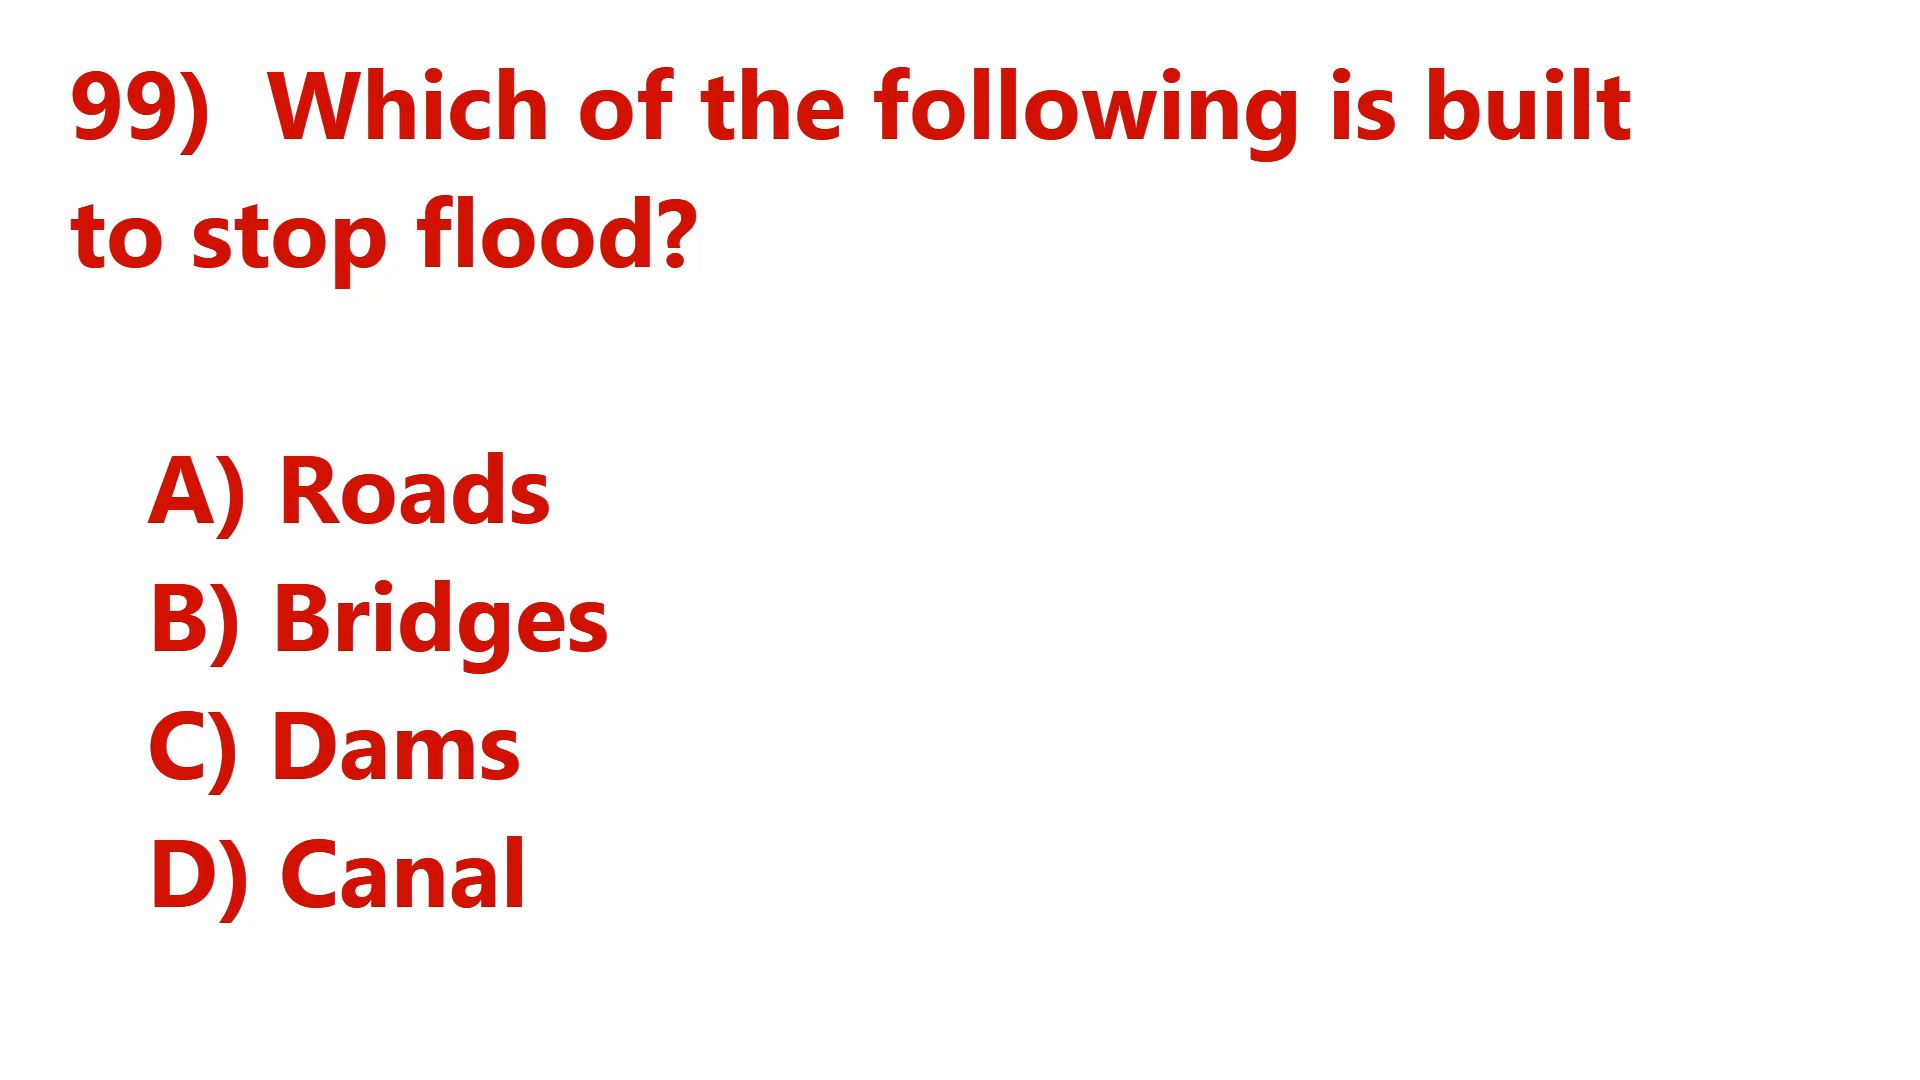 99)  Which of the following is built
to stop flood?
A) Roads
B) Bridges
C) Dams
D) Canal